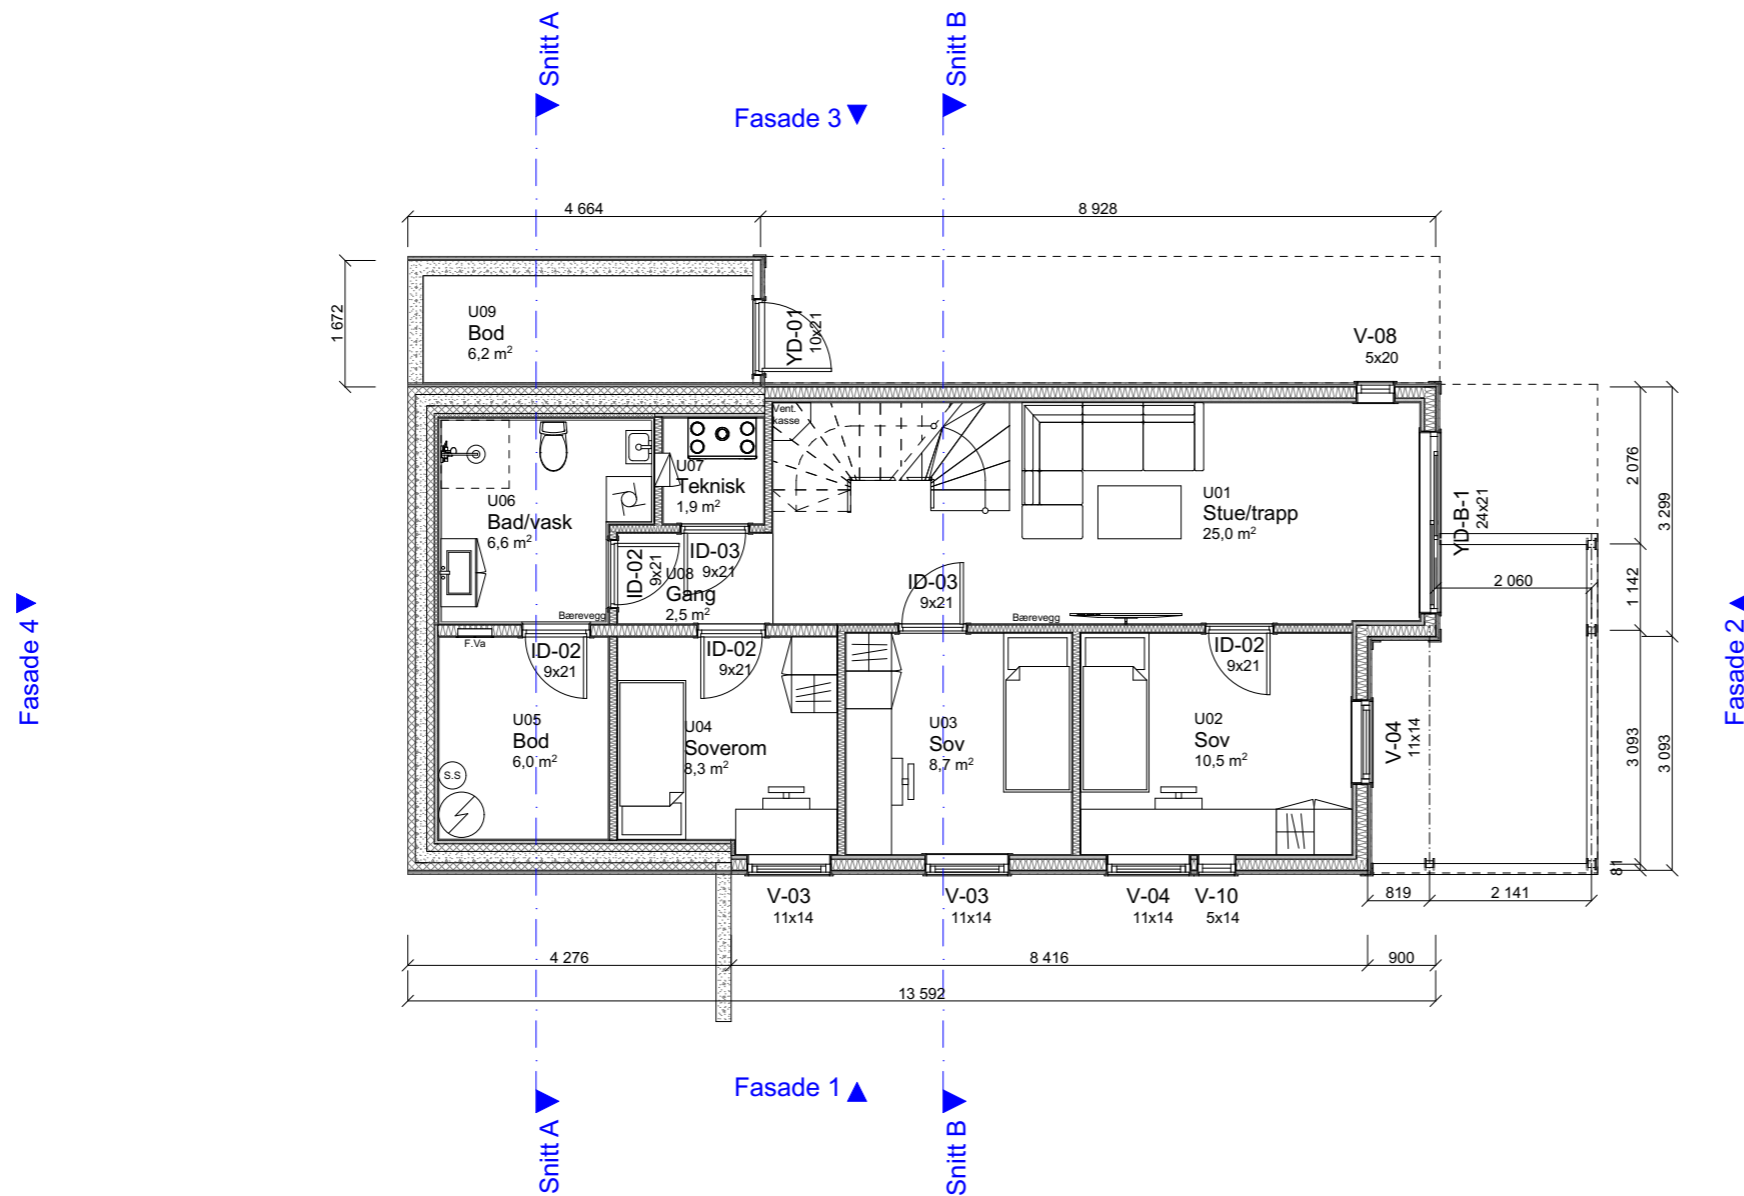 Snitt A
Snitt B
Fasade 3
4 664
8 928
1 672
U09
Bod
6,2 m²
YD-01
10x21
V-08
5x20
Vent.
kasse
U07
Teknisk
1,9 m²
U06
Bad/vask
6,6 m²
U01
Stue/trapp
25,0 m²
YD-B-1
24x21
2 076
3 299
1 142
2 060
ID-02
9x21
ID-03
9x21
U08
Gang
2,5 m²
ID-03
9x21
Bærevegg
Bærevegg
F.Va
ID-02
9x21
ID-02
9x21
ID-02
9x21
Fasade 4
Fasade 2
U05
Bod
6,0 m²
S.S
U04
Soverom
8,3 m²
U03
Sov
8,7 m²
U02
Sov
10,5 m²
V-04
11x14
3 093
3 093
81
V-03
11x14
V-03
11x14
V-04
11x14
V-10
5x14
819
2 141
4 276
8 416
900
13 592
Fasade 1
Snitt A
Snitt B